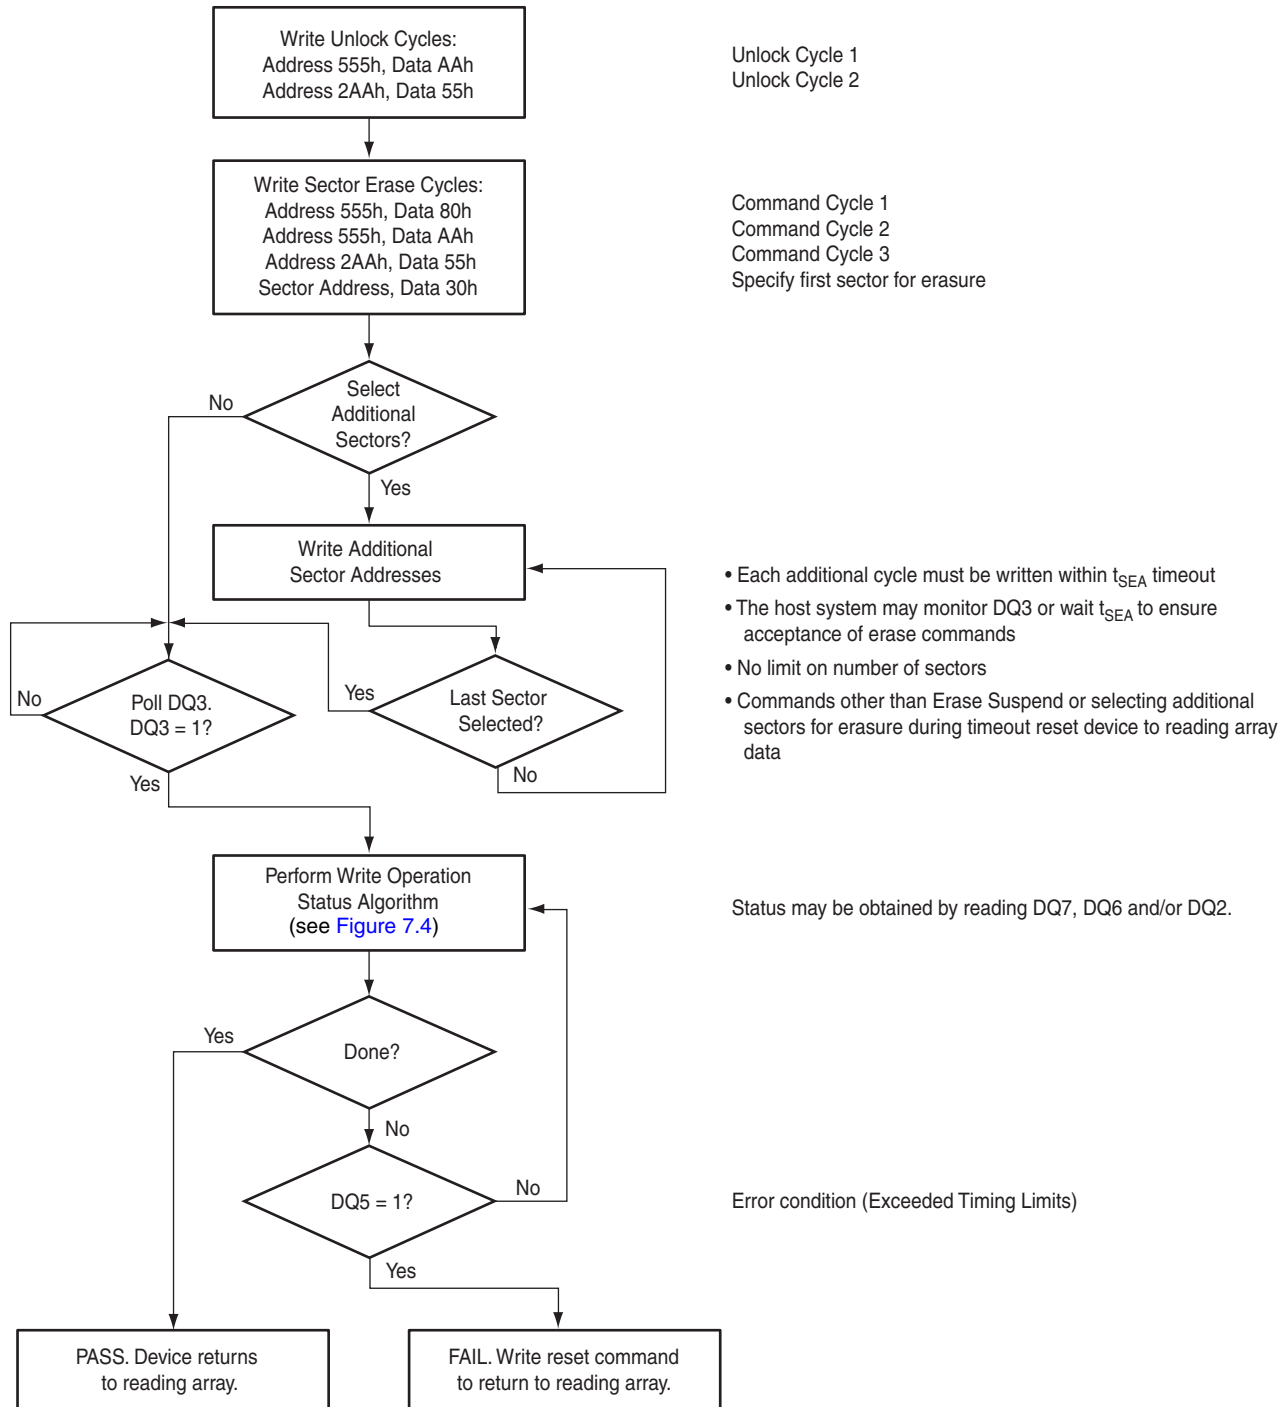 Write Unlock Cycles:
Address 555h, Data AAh
Address 2AAh, Data 55h
Unlock Cycle 1
Unlock Cycle 2
Write Sector Erase Cycles:
Address 555h, Data 80h
Address 555h, Data AAh
Address 2AAh, Data 55h
Sector Address, Data 30h
Command Cycle 1
Command Cycle 2
Command Cycle 3
Specify first sector for erasure
Select
Additional
Sectors?
No
Yes
Write Additional
Sector Addresses
• Each additional cycle must be written within tSEA timeout
• The host system may monitor DQ3 or wait tSEA to ensure
acceptance of erase commands
• No limit on number of sectors
• Commands other than Erase Suspend or selecting additional
sectors for erasure during timeout reset device to reading array
data
No
Poll DQ3.
DQ3 = 1?
Yes
Yes
Last Sector
Selected?
No
Perform Write Operation
Status Algorithm
(see Figure 7.4)
Status may be obtained by reading DQ7, DQ6 and/or DQ2.
Yes
Done?
No
DQ5 = 1?
No
Error condition (Exceeded Timing Limits)
Yes
PASS. Device returns
to reading array.
FAIL. Write reset command
to return to reading array.